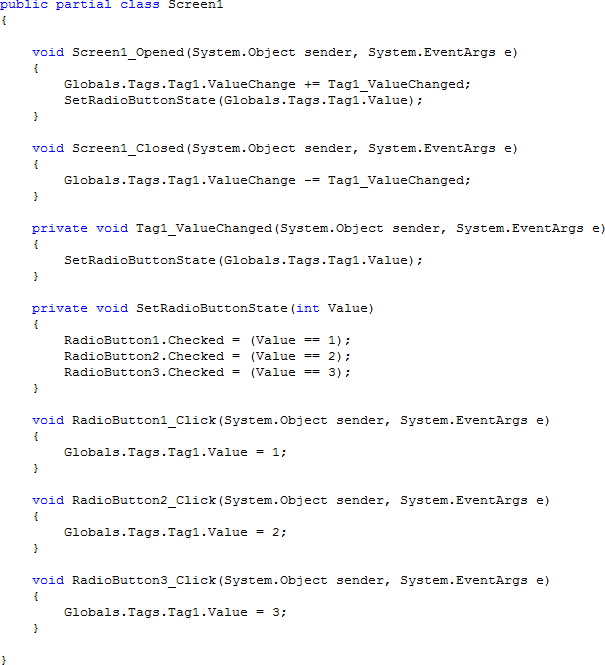 public partial class Screen1
{
void Screen1_Opened(System.Object sender, System.EventArgs e)
{
Globals.Tags.Tag1.ValueChange += Tag1_ValueChanged;
SetRadioButtonState(Globals.Tags.Tag1.Value);
}
void Screen1_Closed(System.Object sender, System.EventArgs e)
{
Globals.Tags.Tag1.ValueChange -= Tag1_ValueChanged;
}
private void Tag1_ValueChanged(System.Object sender, System.EventArgs e)
{
SetRadioButtonState(Globals.Tags.Tag1.Value);
}
private void SetRadioButtonState(int Value)
{
RadioButton1.Checked = (Value == 1);
RadioButton2.Checked = (Value == 2);
RadioButton3.Checked = (Value == 3);
}
void RadioButton1_Click(System.Object sender, System.EventArgs e)
{
Globals.Tags.Tag1.Value = 1;
}
void RadioButton2_Click(System.Object sender, System.EventArgs e)
{
Globals.Tags.Tag1.Value = 2;
}
void RadioButton3_Click(System.Object sender, System.EventArgs e)
{
Globals.Tags.Tag1.Value = 3;
}
}